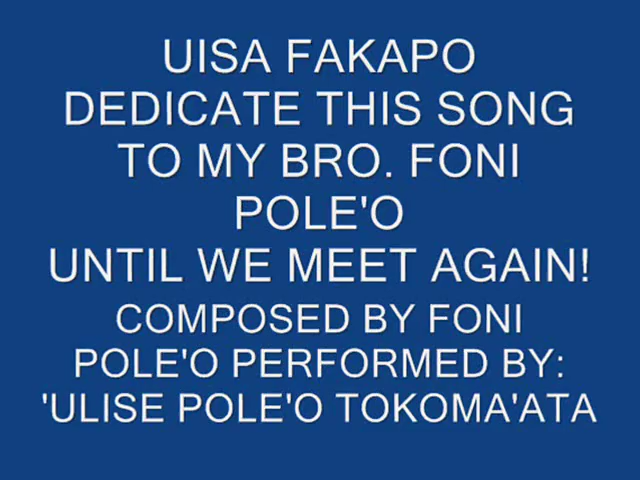 UISA FAKAPO
DEDICATE THIS SONG
TO MY BRO. FONI
POLE'O
UNTIL WE MEET AGAIN!
COMPOSED BY FONI
POLE'O PERFORMED BY:
'ULISE POLE'O TOKOMA'ATA